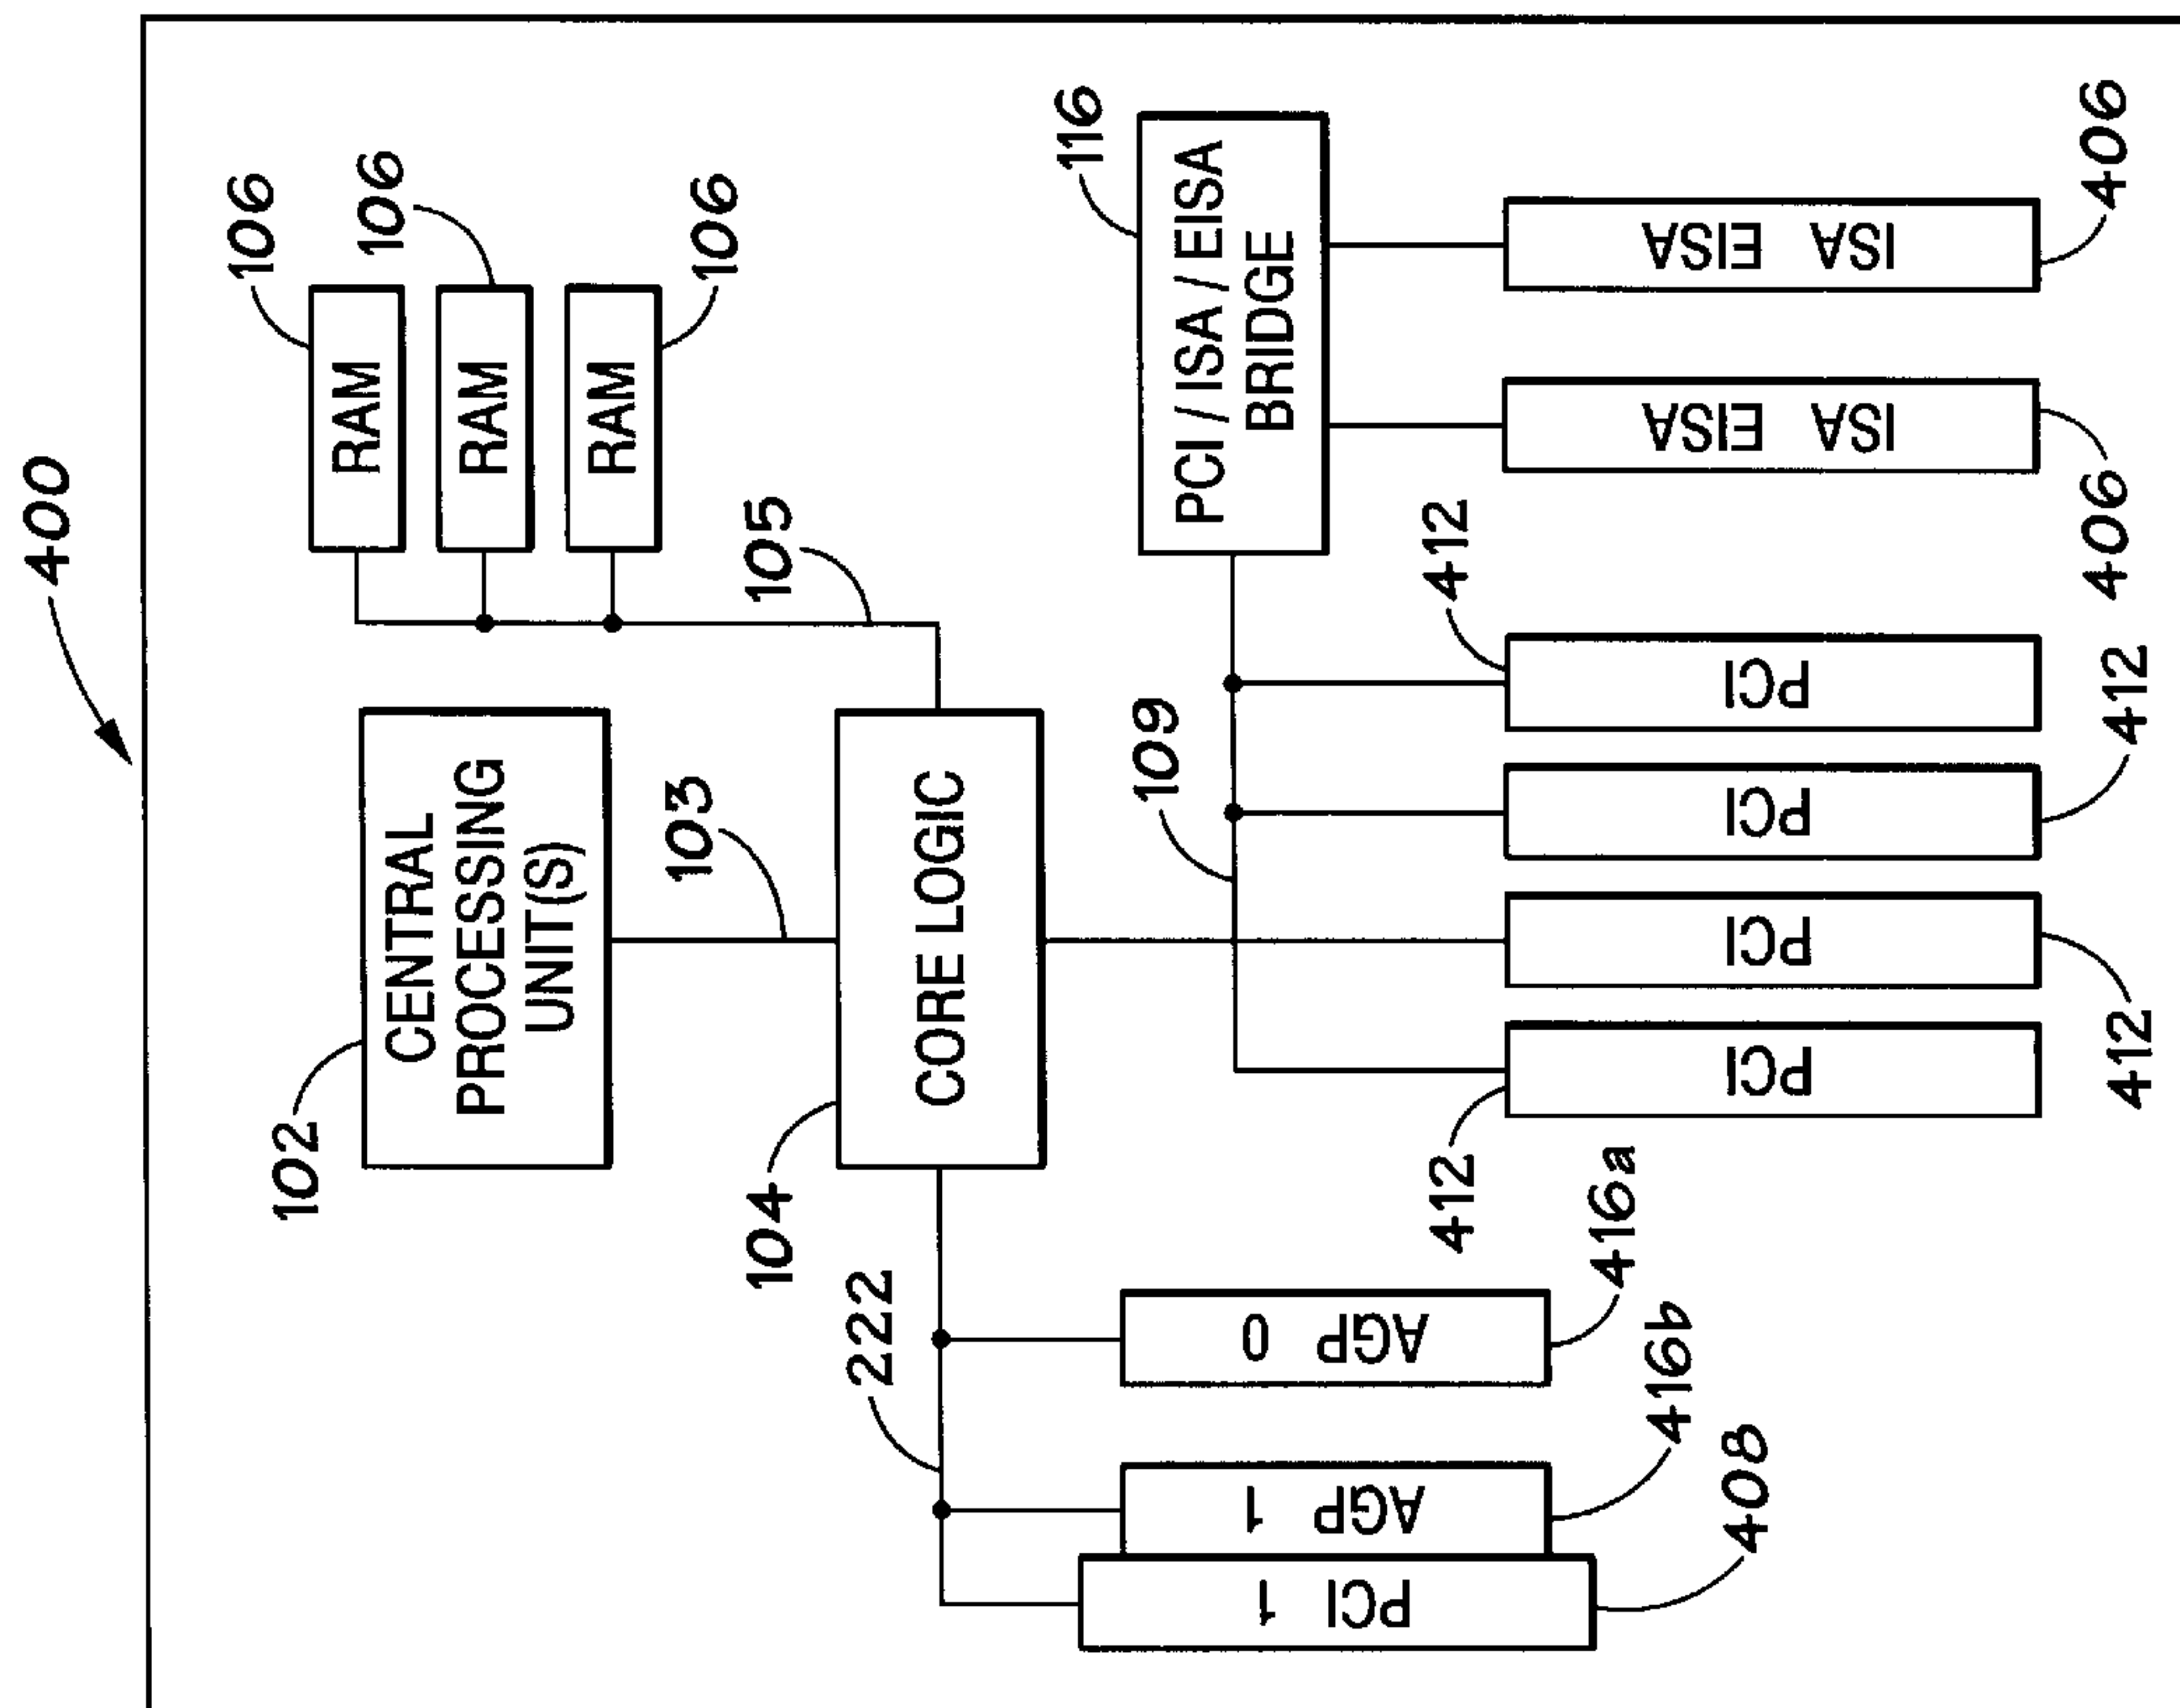 400
106
RAM
106
RAM
106
RAM
102
CENTRAL
PROCESSING
UNIT(S)
103
105
104
CORE LOGIC
116
PCI / ISA / EISA
BRIDGE
109
222
AGP 0
416a
AGP 1
416b
PCI 1
408
412
PCI
PCI
412
PCI
412
412
PCI
ISA EISA
406
ISA EISA
406